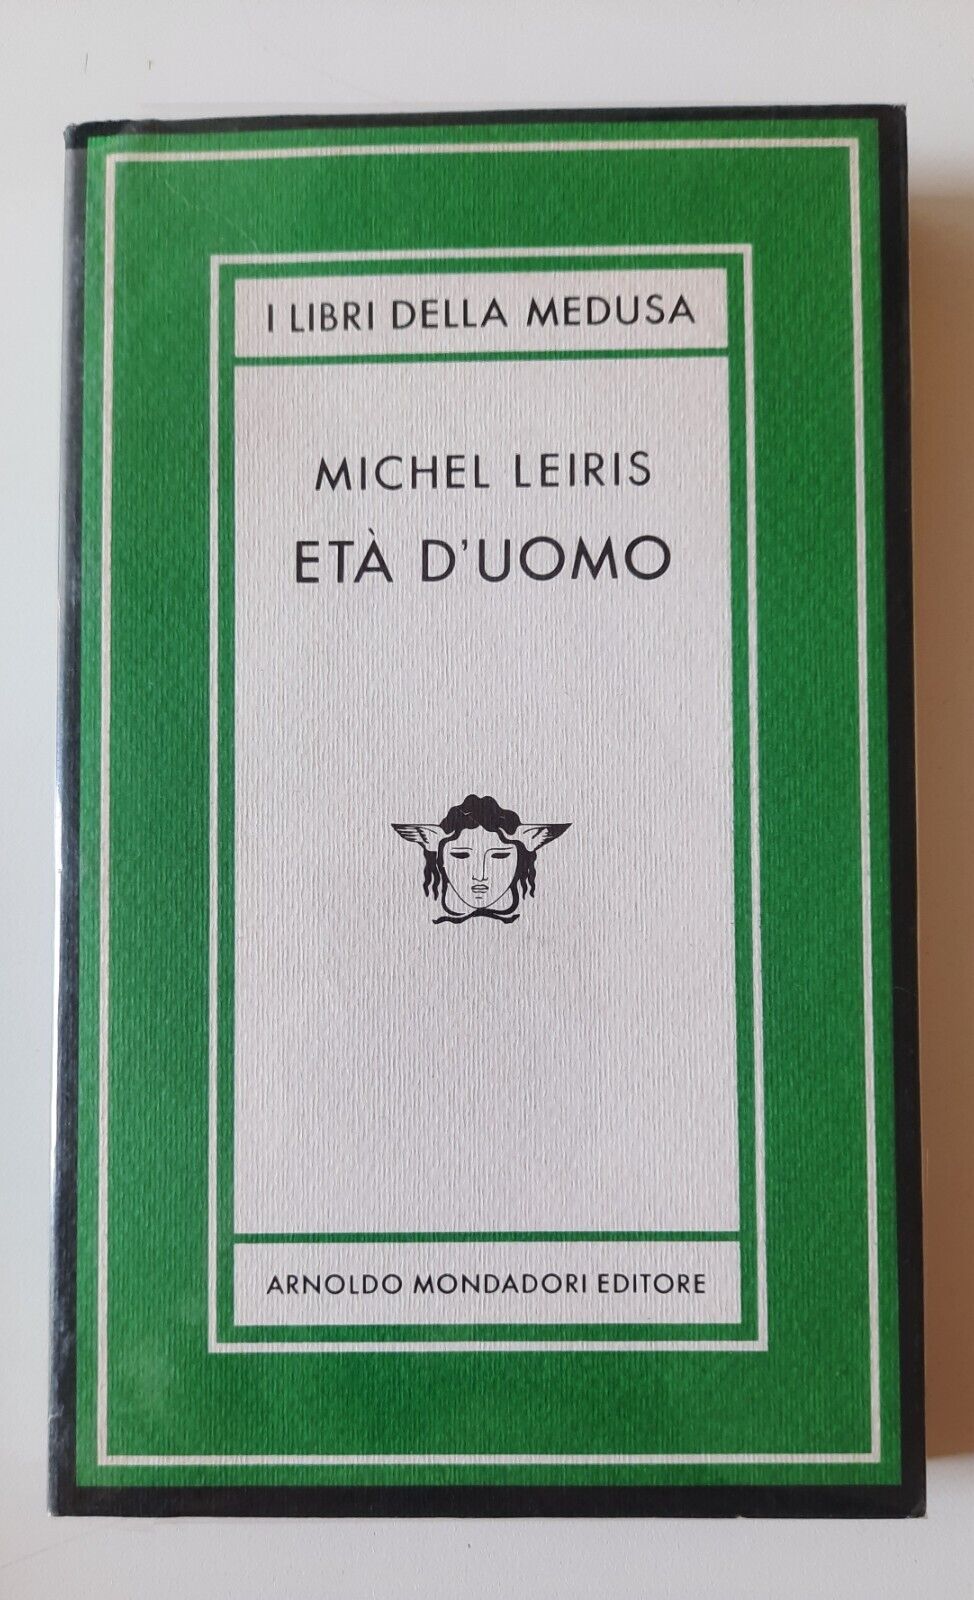 I LIBRI DELLA MEDUSA
MICHEL LEIRIS
ETÀ D'UOMO
ARNOLDO MONDADORI EDITORE